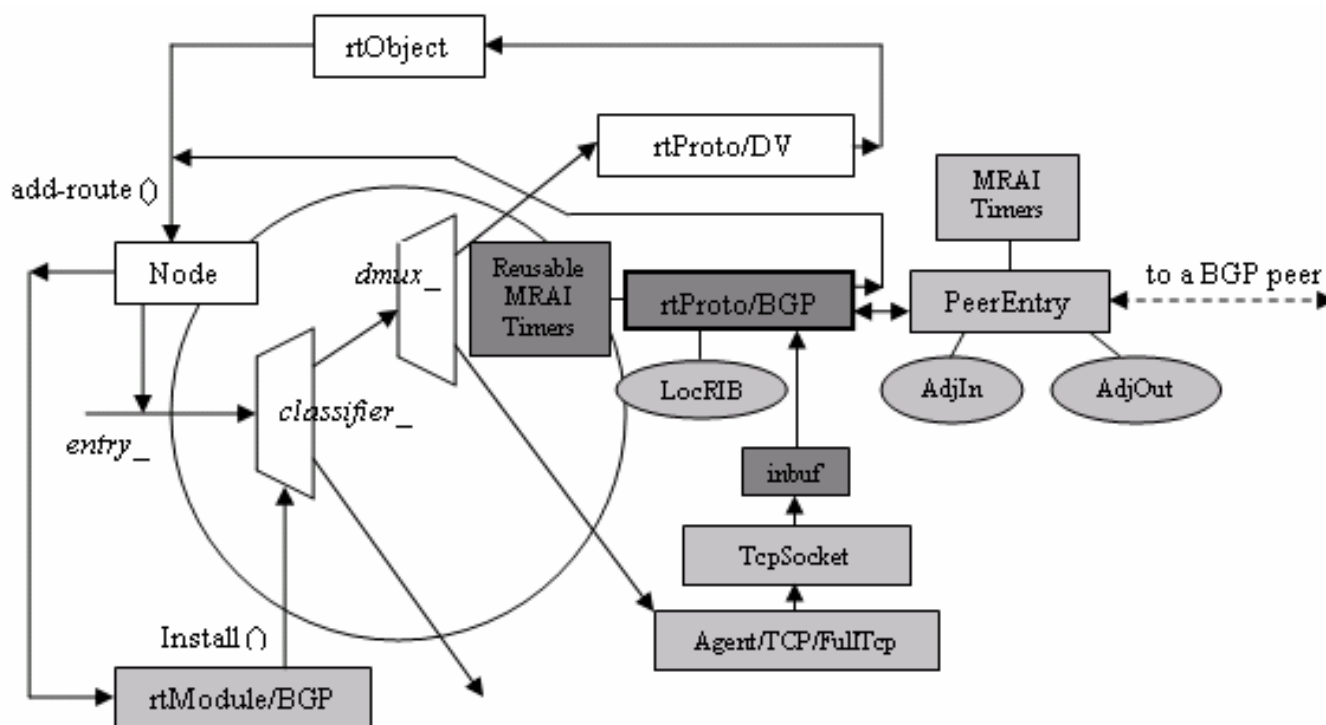 rtObject
rtProto/DV
add-route ()
MRAI
Timers
Node
dmux_
Reusable
MRAI
Timers
rtProto/BGP
PeerEntry
to a BGP peer
classifier_
LocRIB
AdjIn
AdjOut
entry_
inbuf
TcpSocket
Install ()
Agent/TCP/FullTcp
rtModule/BGP